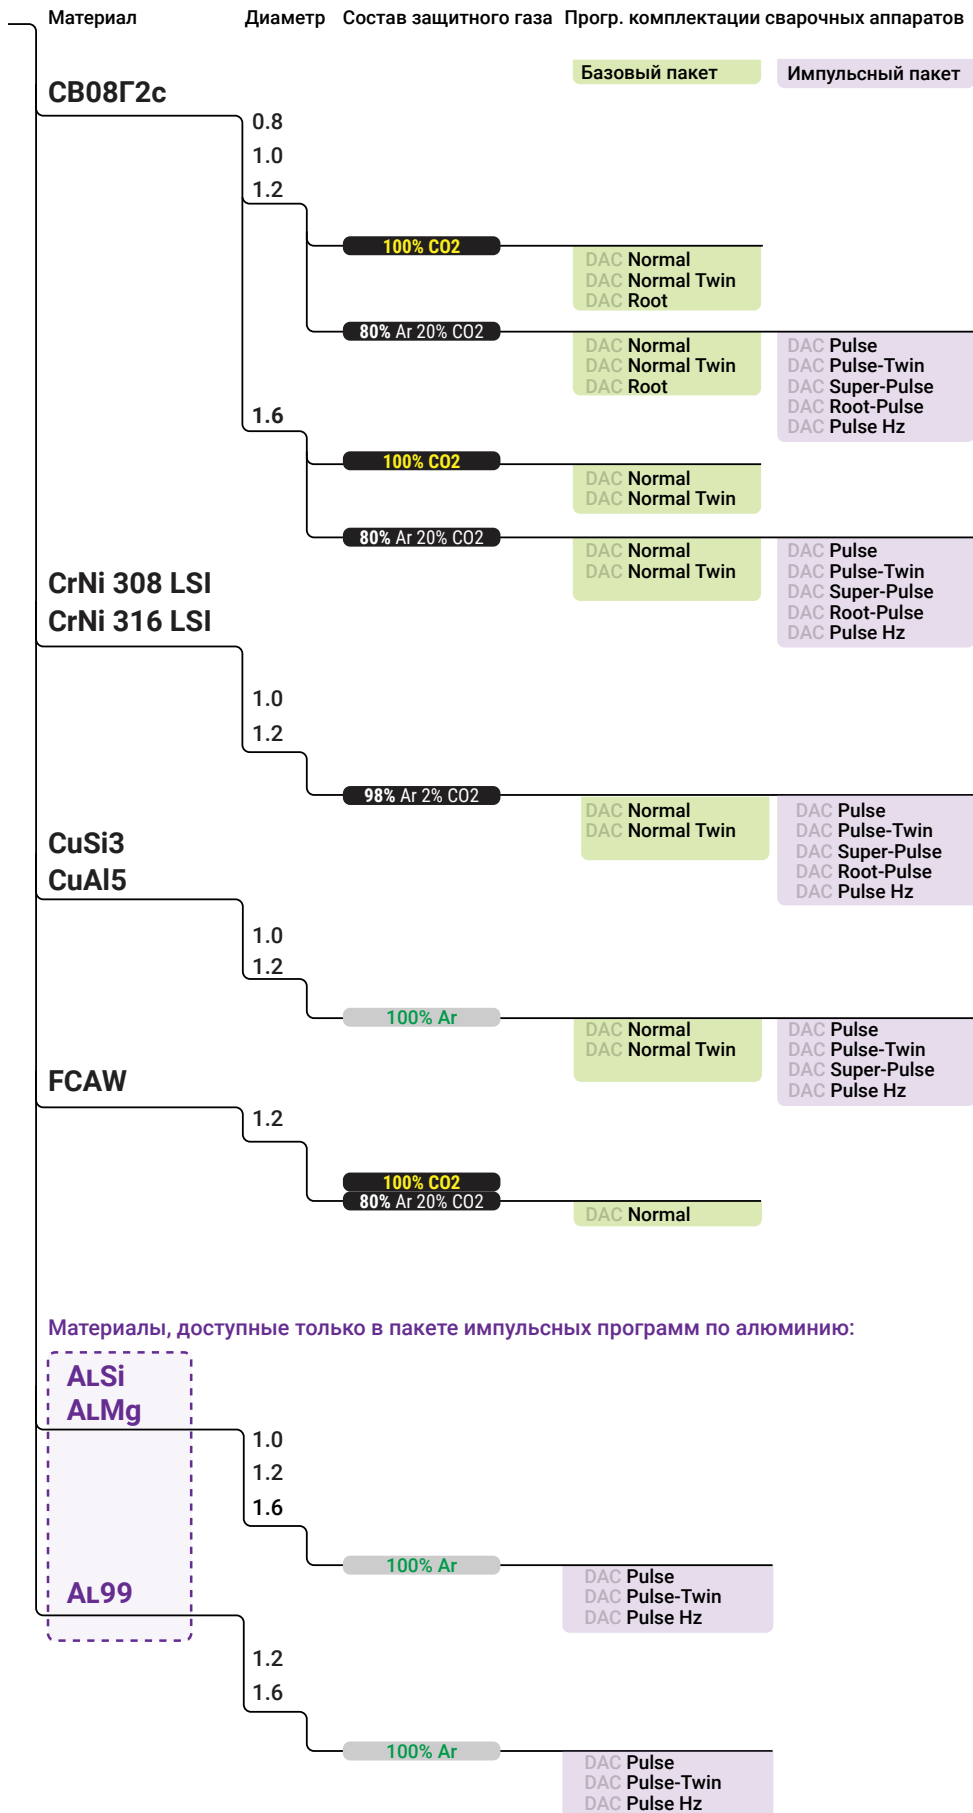 Материал Диаметр Состав защитного газа Прогр. комплектации сварочных аппаратов
Базовый пакет Импульсный пакет
СВ08Г2с
0.8
1.0
1.2
100% CO2
DAC Normal
DAC Normal Twin
DAC Root
80% Ar 20% CO2
DAC Normal
DAC Normal Twin
DAC Root
DAC Pulse
DAC Pulse-Twin
DAC Super-Pulse
DAC Root-Pulse
DAC Pulse Hz
1.6
100% CO2
DAC Normal
DAC Normal Twin
80% Ar 20% CO2
DAC Normal
DAC Normal Twin
DAC Pulse
DAC Pulse-Twin
DAC Super-Pulse
DAC Root-Pulse
DAC Pulse Hz
CrNi 308 LSI
CrNi 316 LSI
1.0
1.2
98% Ar 2% CO2
DAC Normal
DAC Normal Twin
DAC Pulse
DAC Pulse-Twin
DAC Super-Pulse
DAC Root-Pulse
DAC Pulse Hz
CuSi3
CuAl5
1.0
1.2
100% Ar
DAC Normal
DAC Normal Twin
DAC Pulse
DAC Pulse-Twin
DAC Super-Pulse
DAC Pulse Hz
FCAW
1.2
100% CO2
80% Ar 20% CO2
DAC Normal
Материалы, доступные только в пакете импульсных программ по алюминию:
ALSi
ALMg
1.0
1.2
1.6
100% Ar
DAC Pulse
DAC Pulse-Twin
DAC Pulse Hz
AL99
1.2
1.6
100% Ar
DAC Pulse
DAC Pulse-Twin
DAC Pulse Hz